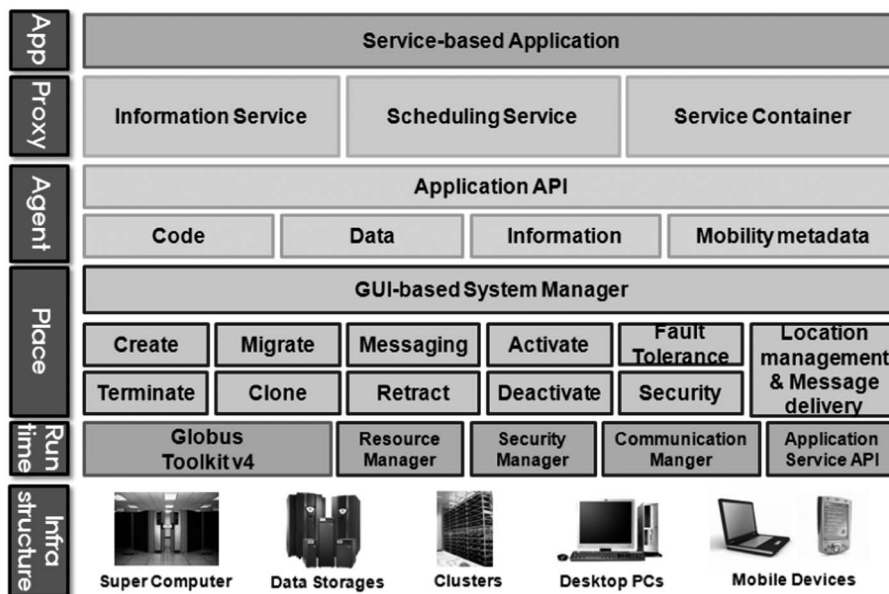 App
Service-based Application
Proxy
Information Service
Scheduling Service
Service Container
Agent
Application API
Code
Data
Information
Mobility metadata
Place
GUI-based System Manager
Create
Migrate
Messaging
Activate
Fault
Tolerance
Location
management
& Message
delivery
Terminate
Clone
Retract
Deactivate
Security
Run
time
Globus
Toolkit v4
Resource
Manager
Security
Manager
Communication
Manger
Application
Service API
Infra
structure
Super Computer
Data Storages
Clusters
Desktop PCs
Mobile Devices